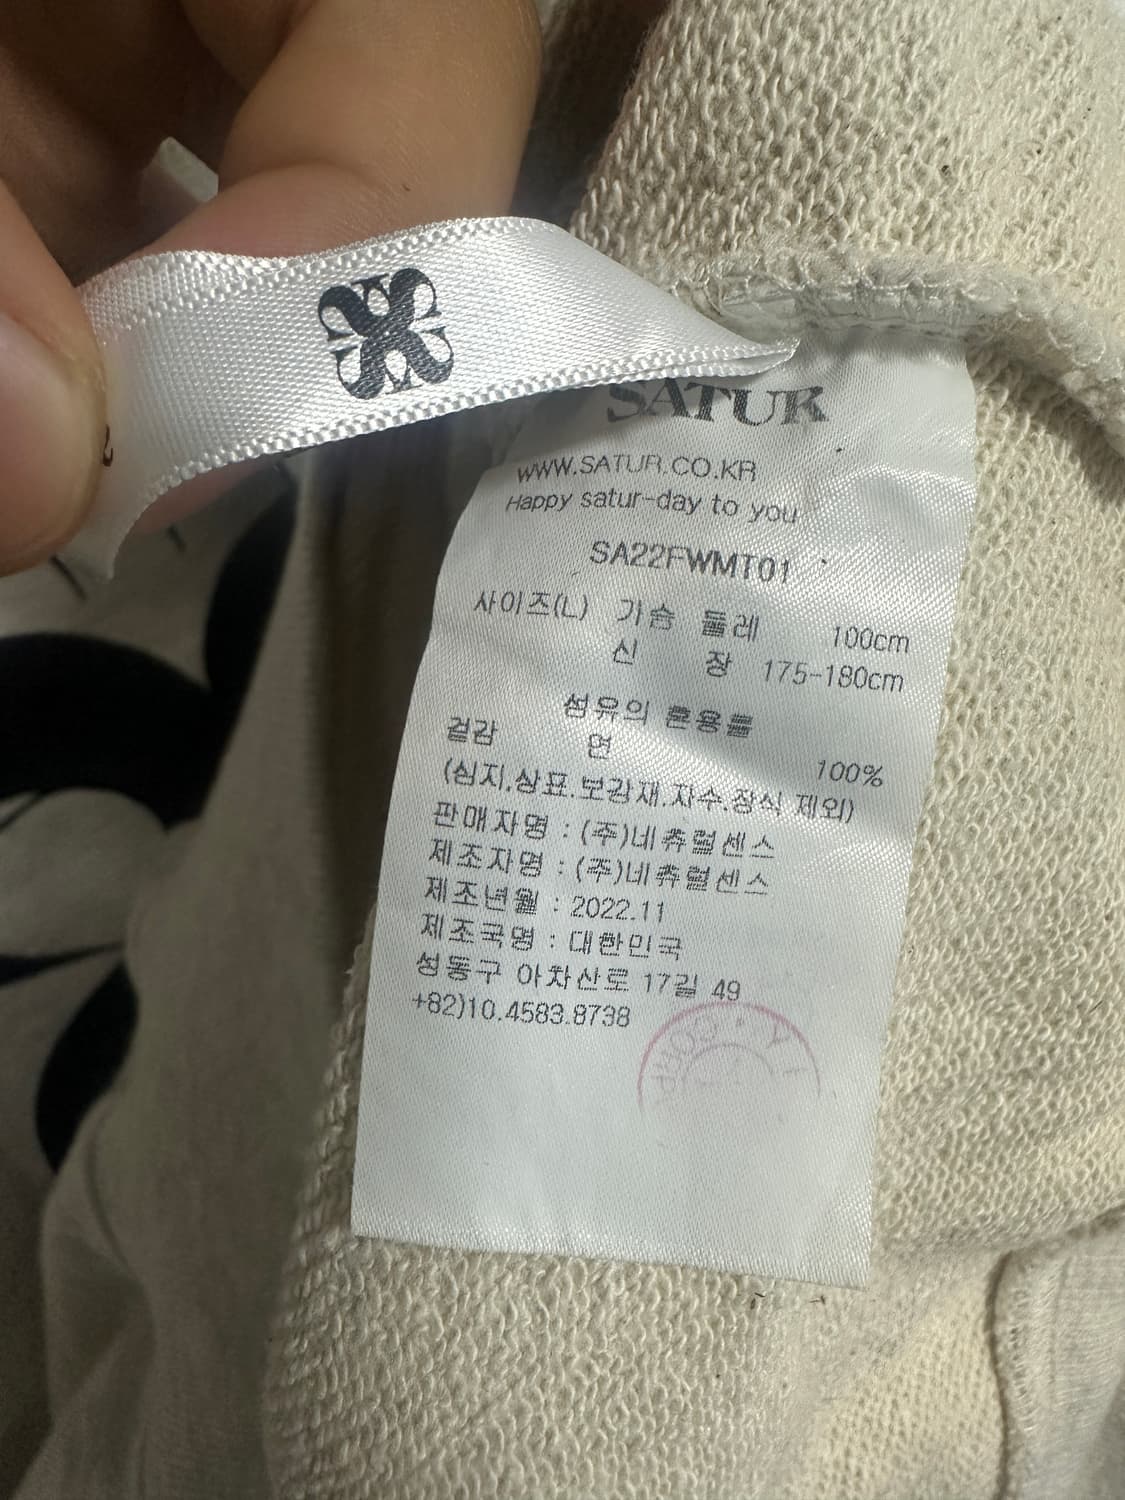 SATUR
WWW.SATUR.CO.KR
Happy satur-day to you
SA22FWMT01
사이즈(L) 가슴 둘레 100cm
신 장 175-180cm
섬유의 혼용률
겉감 면 100%
(심지,상표.보강재.자수.장식 제외)
판매자명 : (주)네츄럴센스
제조자명 : (주)네츄럴센스
제조년월 : 2022.11
제조국명 : 대한민국
성동구 아차산로 17길 49
+82)10.4583.8738